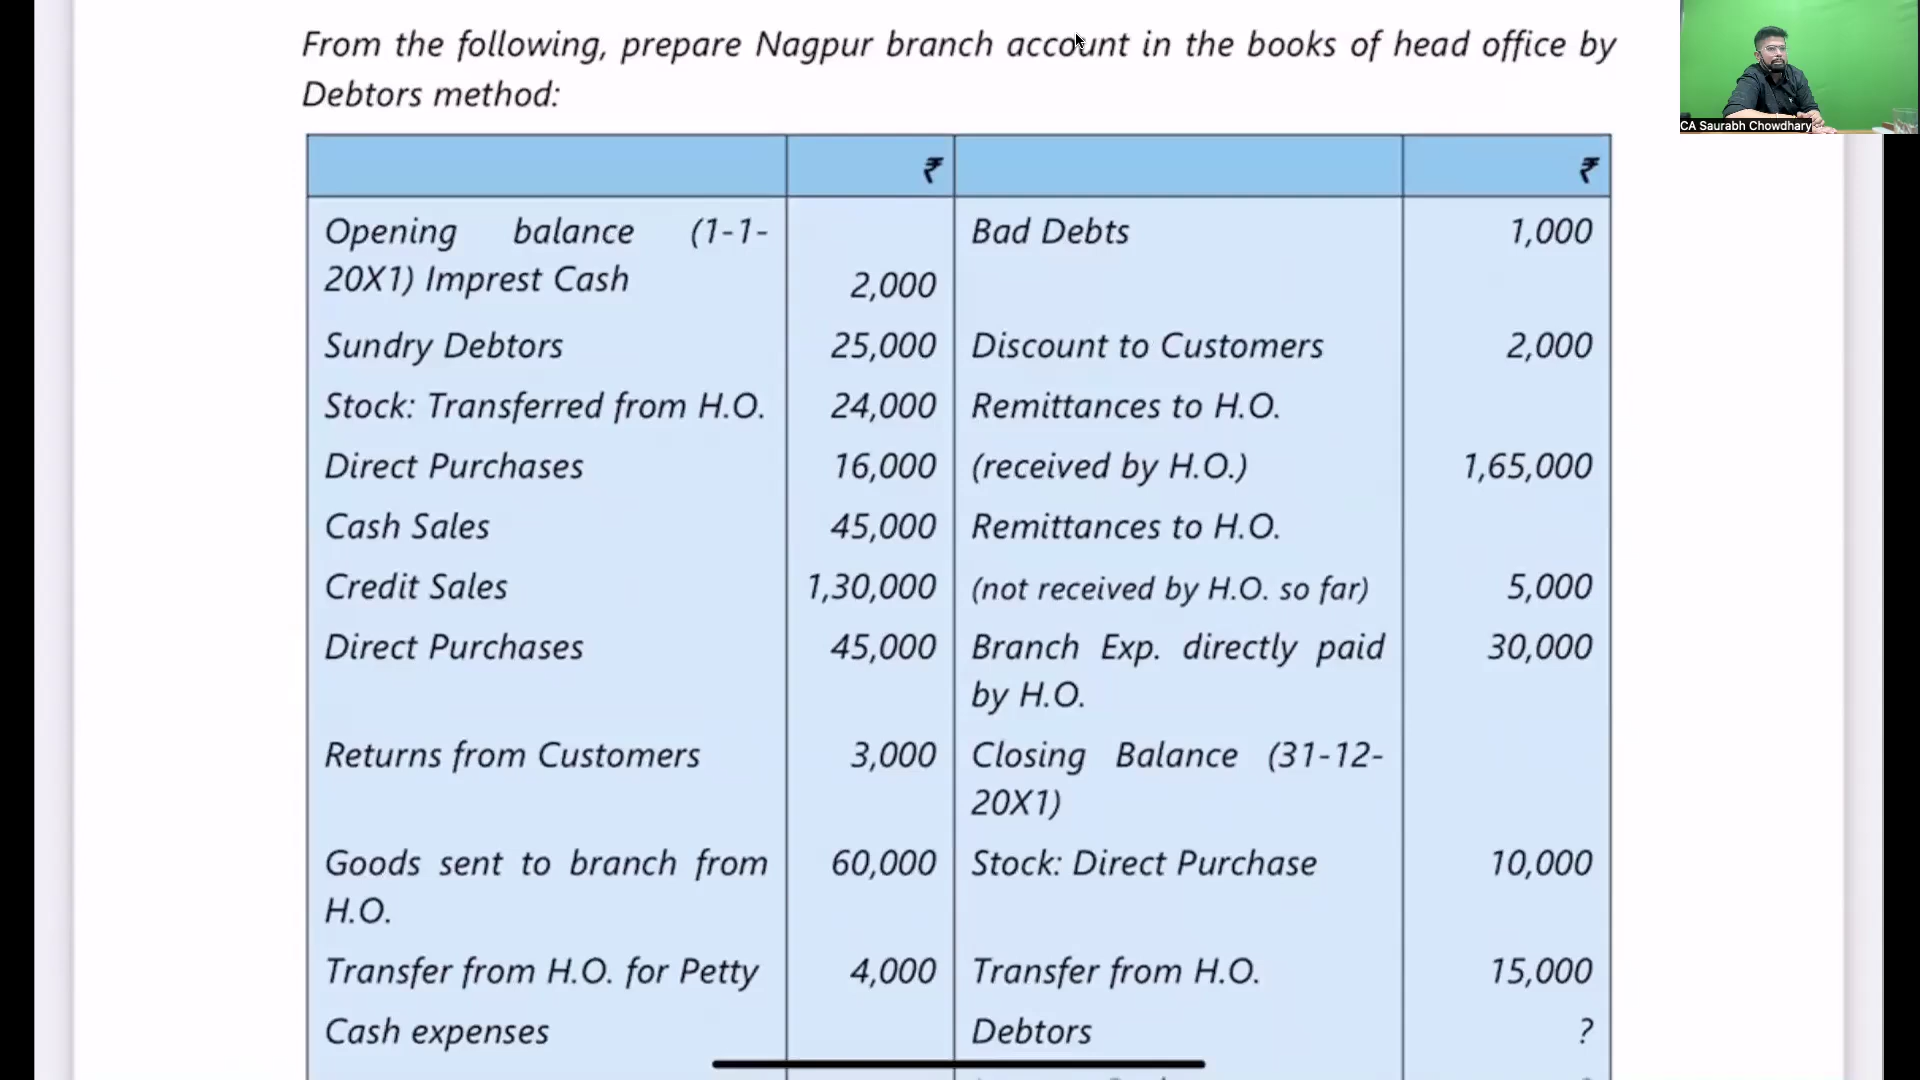 From the following, prepare Nagpur branch account in the books of head office by
Debtors method:
CA Saurabh Chowdhary
₹ ₹
Opening balance (1-1- Bad Debts 1,000
20X1) Imprest Cash 2,000
Sundry Debtors 25,000 Discount to Customers 2,000
Stock: Transferred from H.O. 24,000 Remittances to H.O.
Direct Purchases 16,000 (received by H.O.) 1,65,000
Cash Sales 45,000 Remittances to H.O.
Credit Sales 1,30,000 (not received by H.O. so far) 5,000
Direct Purchases 45,000 Branch Exp. directly paid 30,000
by H.O.
Returns from Customers 3,000 Closing Balance (31-12-
20X1)
Goods sent to branch from 60,000 Stock: Direct Purchase 10,000
H.O.
Transfer from H.O. for Petty 4,000 Transfer from H.O. 15,000
Cash expenses Debtors ?